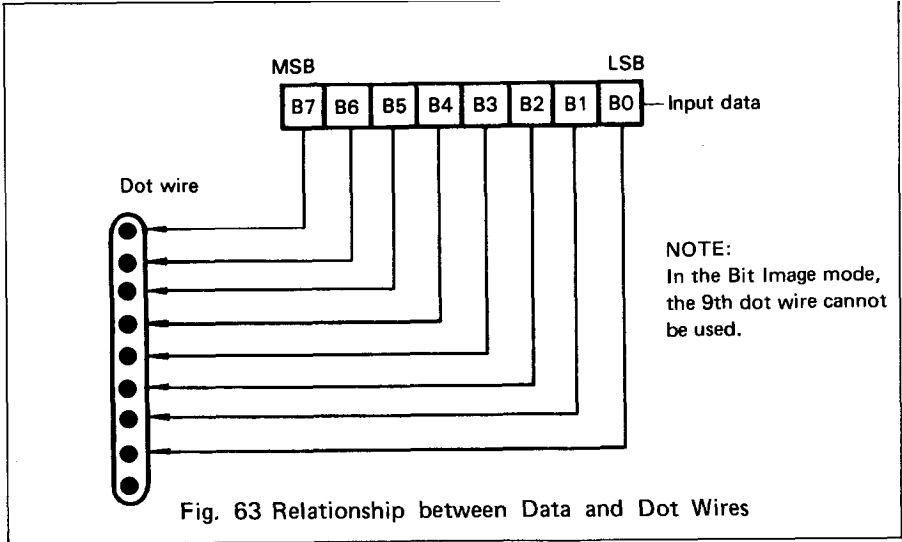 MSB LSB
B7 B6 B5 B4 B3 B2 B1 B0 Input data
Dot wire
NOTE:
In the Bit Image mode,
the 9th dot wire cannot
be used.
Fig. 63 Relationship between Data and Dot Wires